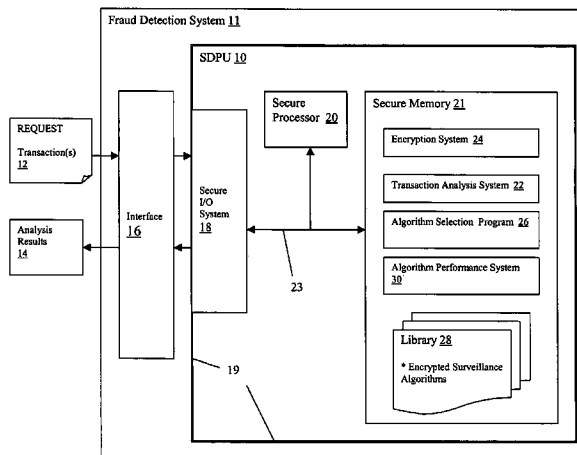 Fraud Detection System 11
SDPU 10
REQUEST
Transaction(s)
12
Analysis
Results
14
Interface
16
Secure
I/O
System
18
Secure
Processor
20
23
19
Secure Memory 21
Encryption System 24
Transaction Analysis System 22
Algorithm Selection Program 26
Algorithm Performance System
30
Library 28
* Encrypted Surveillance
Algorithms